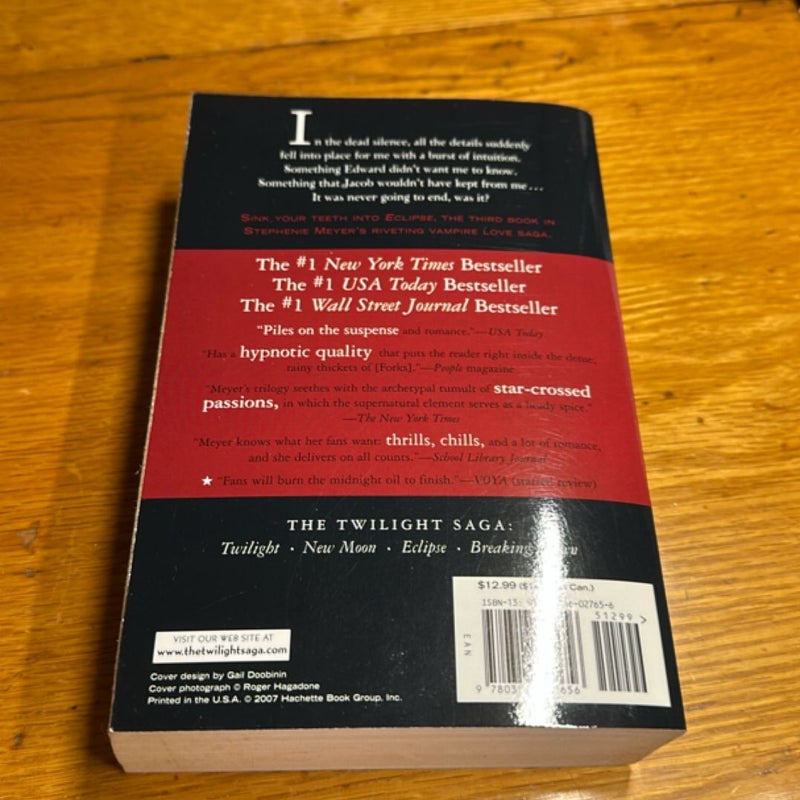 In the dead silence, all the details suddenly
fell into place for me with a burst of intuition.
Something Edward didn't want me to know.
Something that Jacob wouldn't have kept from me...
It was never going to end, was it?
SINK YOUR TEETH INTO ECLIPSE, THE THIRD BOOK IN
STEPHENIE MEYER'S RIVETING VAMPIRE LOVE SAGA.
The #1 New York Times Bestseller
The #1 USA Today Bestseller
The #1 Wall Street Journal Bestseller
"Piles on the suspense and romance."—USA Today
"Has a hypnotic quality that puts the reader right inside the dense,
rainy thickets of [Forks]."—People magazine
"Meyer's trilogy seethes with the archetypal tumult of star-crossed
passions, in which the supernatural element serves as a heady spice."
—The New York Times
"Meyer knows what her fans want: thrills, chills, and a lot of romance,
and she delivers on all counts."—School Library Journal
★ "Fans will burn the midnight oil to finish."—VOYA (starred review)
THE TWILIGHT SAGA:
Twilight · New Moon · Eclipse · Breaking
$12.99 Can.)
ISBN-13: 02765-6
51299 >
EAN
VISIT OUR WEB SITE AT
www.thetwilightsaga.com
Cover design by Gail Doobinin
Cover photograph © Roger Hagadone
Printed in the U.S.A. © 2007 Hachette Book Group, Inc.
9 7803 656